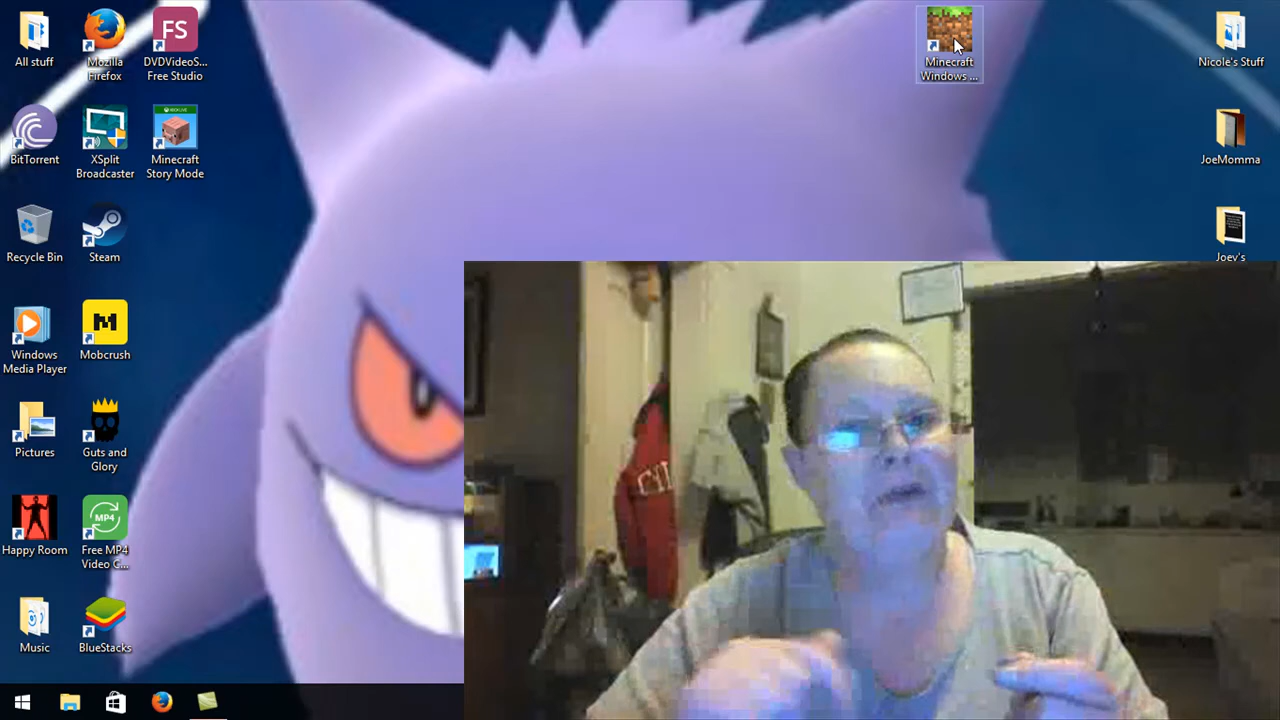 All stuff
Mozilla
Firefox
FS
DVDVideoS...
Free Studio
Minecraft
Windows ...
Nicole's Stuff
BitTorrent
XSplit
Broadcaster
XBOX LIVE
Minecraft
Story Mode
JoeMomma
Recycle Bin
Steam
Joey's
Windows
Media Player
M
Mobcrush
Pictures
Guts and
Glory
Happy Room
MP4
Free MP4
Video C...
Music
BlueStacks